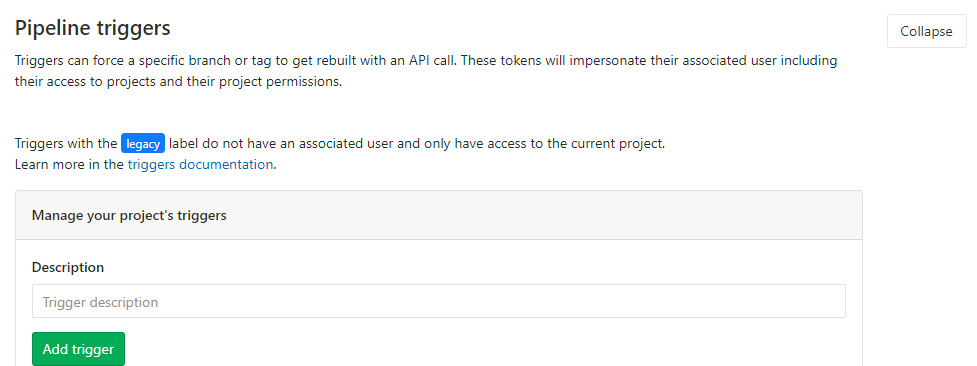 Pipeline triggers
Collapse
Triggers can force a specific branch or tag to get rebuilt with an API call. These tokens will impersonate their associated user including
their access to projects and their project permissions.
Triggers with the legacy label do not have an associated user and only have access to the current project.
Learn more in the triggers documentation.
Manage your project's triggers
Description
Trigger description
Add trigger